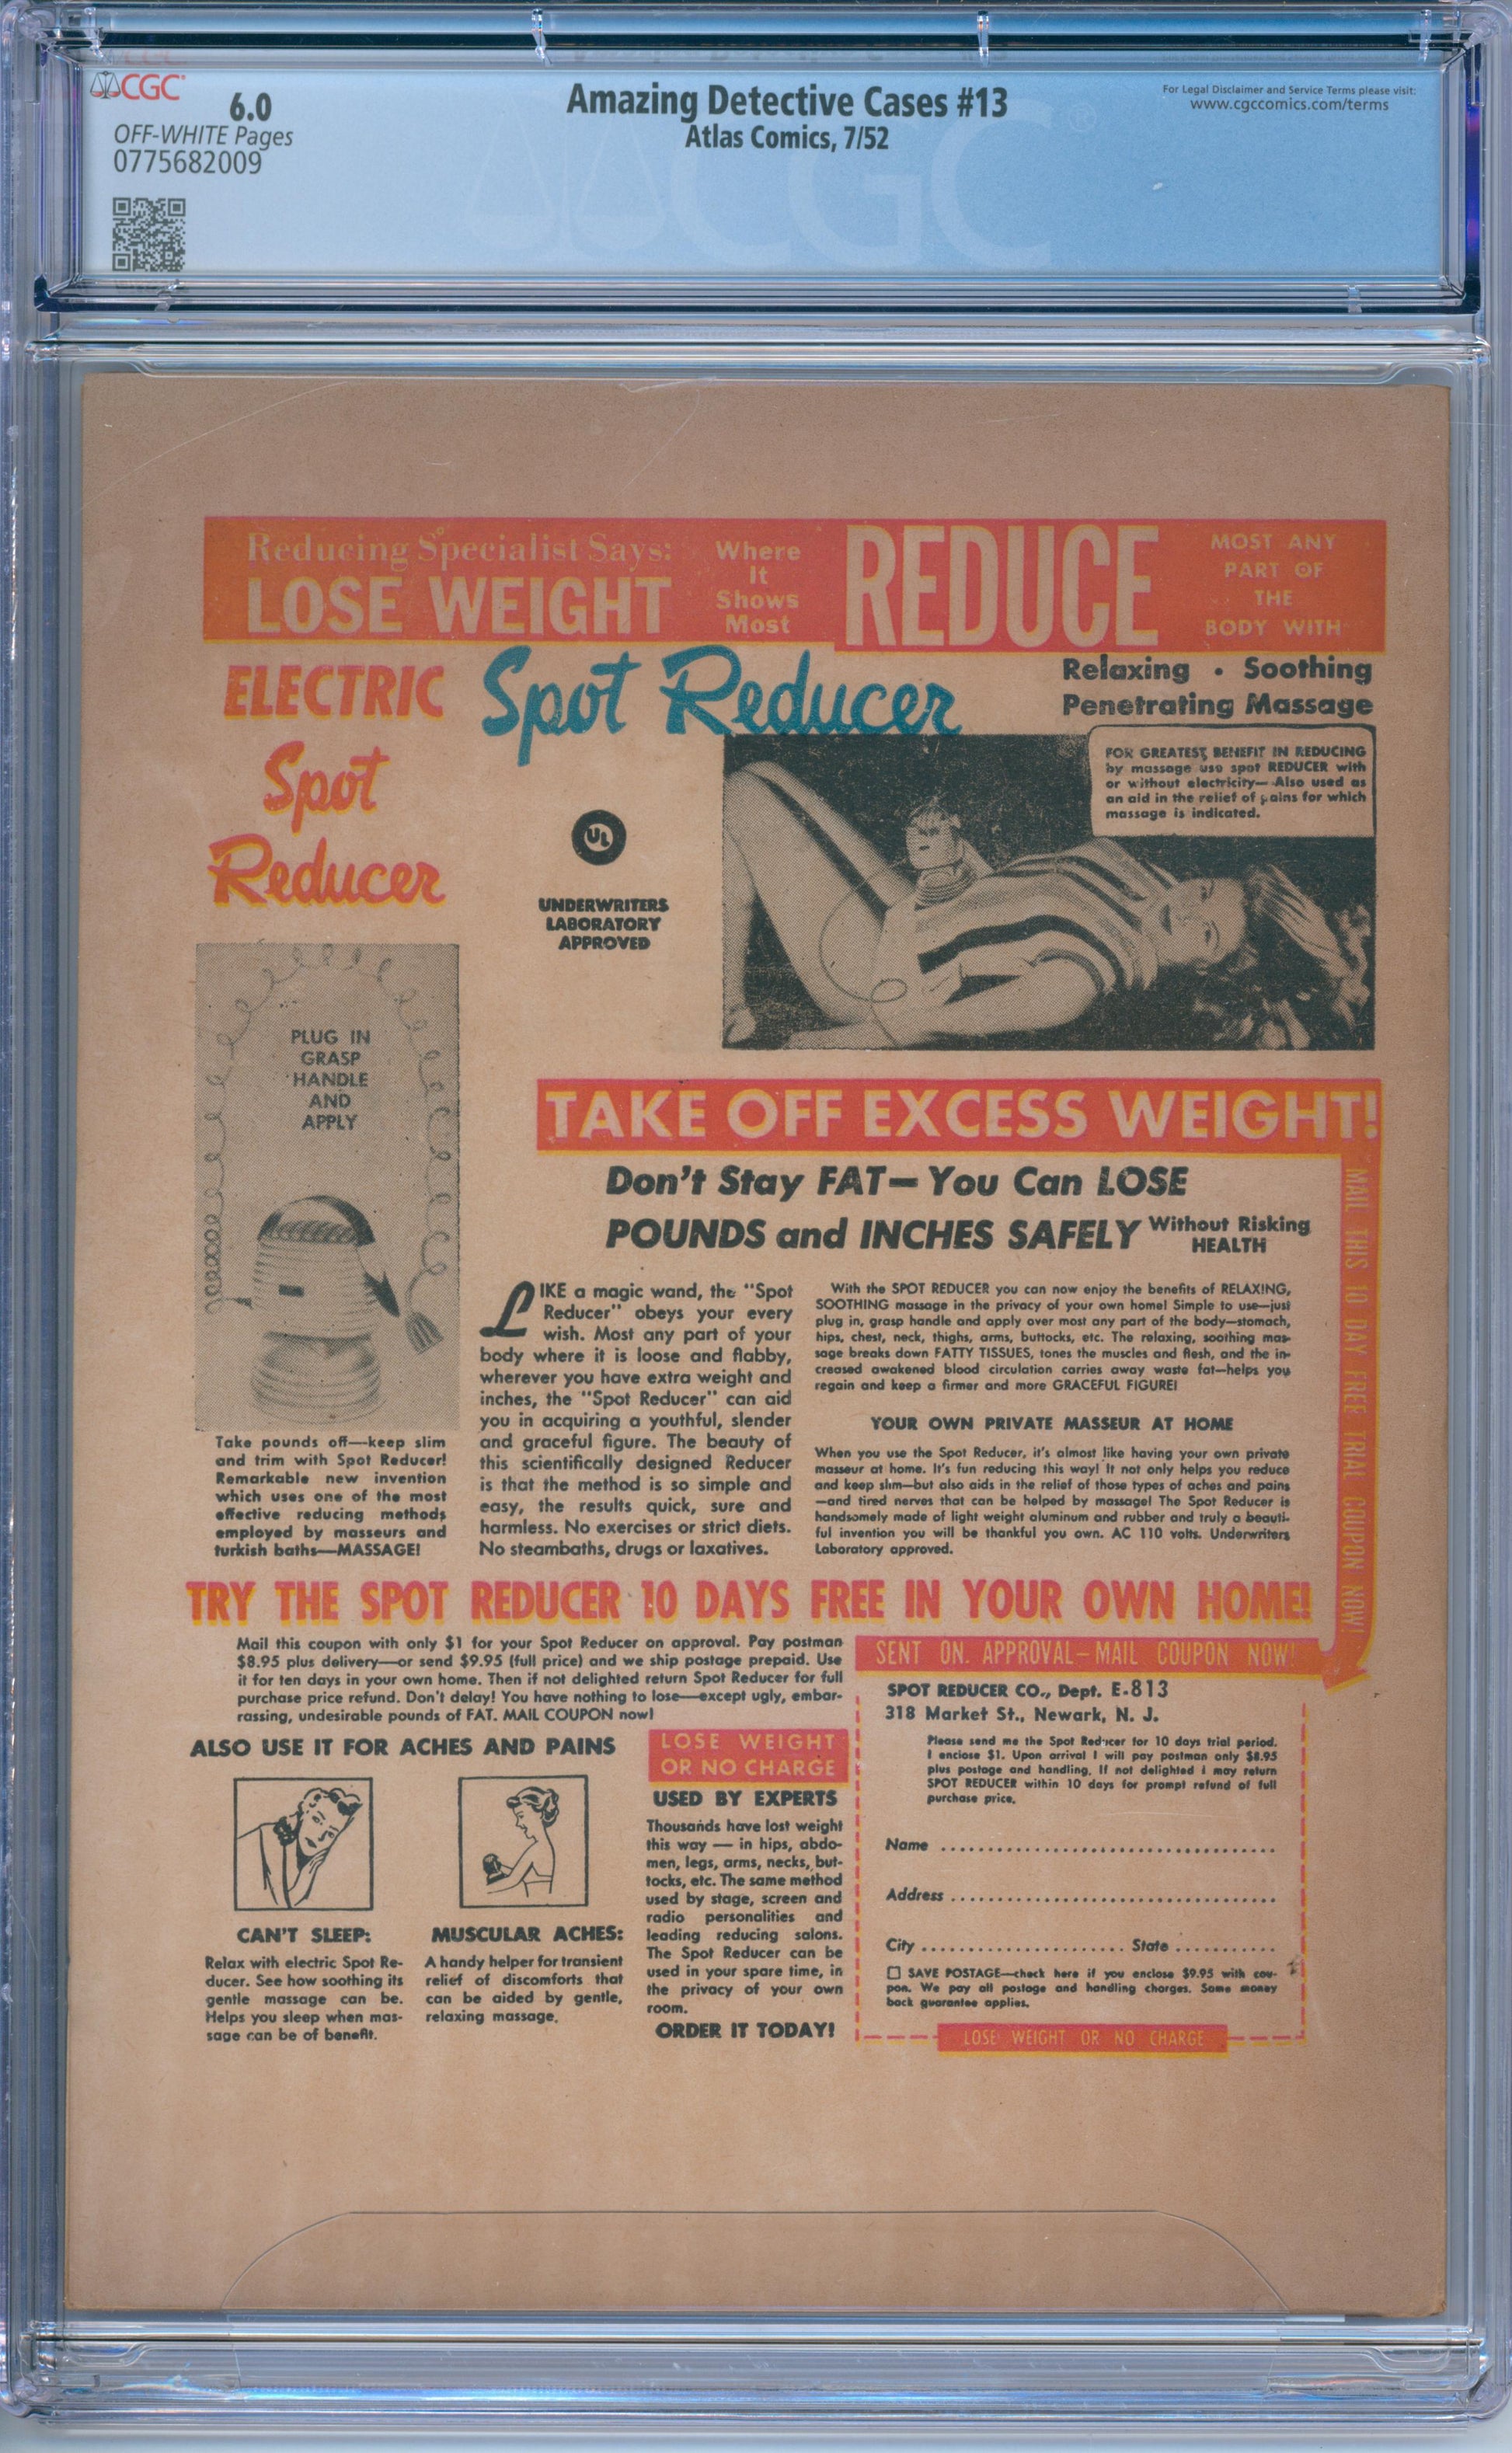 CGC
6.0
OFF-WHITE Pages
0775682009
Amazing Detective Cases #13
Atlas Comics, 7/52
For Legal Disclaimer and Service Terms please visit:
www.cgccomics.com/terms
CGC
Reducing Specialist Says:
LOSE WEIGHT
Where
It
Shows
Most
REDUCE
MOST ANY
PART OF
THE
BODY WITH
ELECTRIC
Spot
Reducer
Spot Reducer
Relaxing • Soothing
Penetrating Massage
FOR GREATEST BENEFIT IN REDUCING
by massage use spot REDUCER with
or without electricity—Also used as
an aid in the relief of pains for which
massage is indicated.
UL
UNDERWRITERS
LABORATORY
APPROVED
PLUG IN
GRASP
HANDLE
AND
APPLY
Take pounds off—keep slim
and trim with Spot Reducer!
Remarkable new invention
which uses one of the most
effective reducing methods
employed by masseurs and
turkish baths—MASSAGE!
TAKE OFF EXCESS WEIGHT!
Don't Stay FAT—You Can LOSE
POUNDS and INCHES SAFELY Without Risking
HEALTH
LIKE a magic wand, the "Spot
Reducer" obeys your every
wish. Most any part of your
body where it is loose and flabby,
wherever you have extra weight and
inches, the "Spot Reducer" can aid
you in acquiring a youthful, slender
and graceful figure. The beauty of
this scientifically designed Reducer
is that the method is so simple and
easy, the results quick, sure and
harmless. No exercises or strict diets.
No steambaths, drugs or laxatives.
With the SPOT REDUCER you can now enjoy the benefits of RELAXING,
SOOTHING massage in the privacy of your own home! Simple to use—just
plug in, grasp handle and apply over most any part of the body—stomach,
hips, chest, neck, thighs, arms, buttocks, etc. The relaxing, soothing mas-
sage breaks down FATTY TISSUES, tones the muscles and flesh, and the in-
creased awakened blood circulation carries away waste fat—helps you
regain and keep a firmer and more GRACEFUL FIGURE!
YOUR OWN PRIVATE MASSEUR AT HOME
When you use the Spot Reducer, it's almost like having your own private
masseur at home. It's fun reducing this way! It not only helps you reduce
and keep slim—but also aids in the relief of those types of aches and pains
—and tired nerves that can be helped by massage! The Spot Reducer is
handsomely made of light weight aluminum and rubber and truly a beauti-
ful invention you will be thankful you own. AC 110 volts. Underwriters
Laboratory approved.
MAIL THIS 10 DAY FREE TRIAL COUPON NOW!
TRY THE SPOT REDUCER 10 DAYS FREE IN YOUR OWN HOME!
Mail this coupon with only $1 for your Spot Reducer on approval. Pay postman
$8.95 plus delivery—or send $9.95 (full price) and we ship postage prepaid. Use
it for ten days in your own home. Then if not delighted return Spot Reducer for full
purchase price refund. Don't delay! You have nothing to lose—except ugly, embar-
rassing, undesirable pounds of FAT. MAIL COUPON now!
ALSO USE IT FOR ACHES AND PAINS
CAN'T SLEEP:
Relax with electric Spot Re-
ducer. See how soothing its
gentle massage can be.
Helps you sleep when mas-
sage can be of benefit.
MUSCULAR ACHES:
A handy helper for transient
relief of discomforts that
can be aided by gentle,
relaxing massage.
LOSE WEIGHT
OR NO CHARGE
USED BY EXPERTS
Thousands have lost weight
this way — in hips, abdo-
men, legs, arms, necks, but-
tocks, etc. The same method
used by stage, screen and
radio personalities and
leading reducing salons.
The Spot Reducer can be
used in your spare time, in
the privacy of your own
room.
ORDER IT TODAY!
SENT ON APPROVAL—MAIL COUPON NOW!
SPOT REDUCER CO., Dept. E-813
318 Market St., Newark, N. J.
Please send me the Spot Reducer for 10 days trial period.
I enclose $1. Upon arrival I will pay postman only $8.95
plus postage and handling. If not delighted I may return
SPOT REDUCER within 10 days for prompt refund of full
purchase price.
Name
Address
City State
SAVE POSTAGE—check here if you enclose $9.95 with cou-
pon. We pay all postage and handling charges. Same money
back guarantee applies.
LOSE WEIGHT OR NO CHARGE